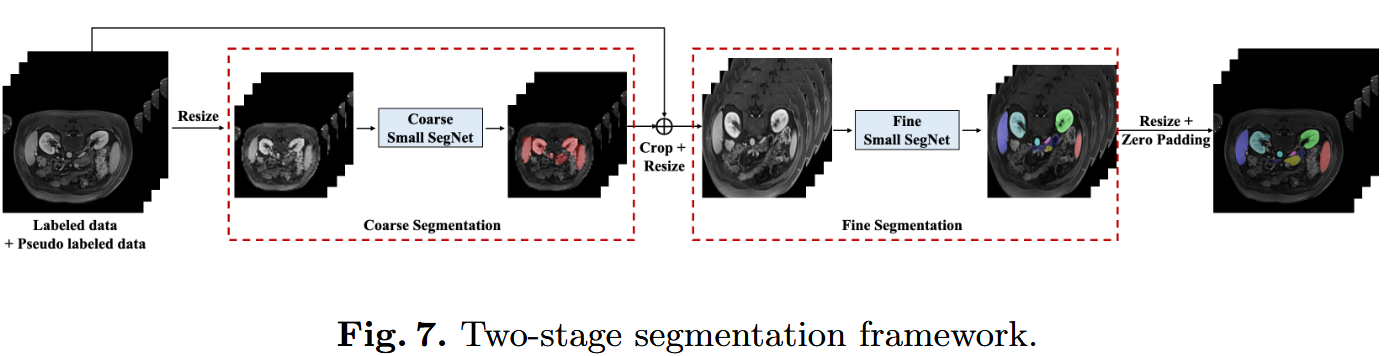 Labeled data
+ Pseudo labeled data
Resize
Coarse
Small SegNet
Coarse Segmentation
Crop +
Resize
Fine
Small SegNet
Fine Segmentation
Resize +
Zero Padding
Fig. 7. Two-stage segmentation framework.